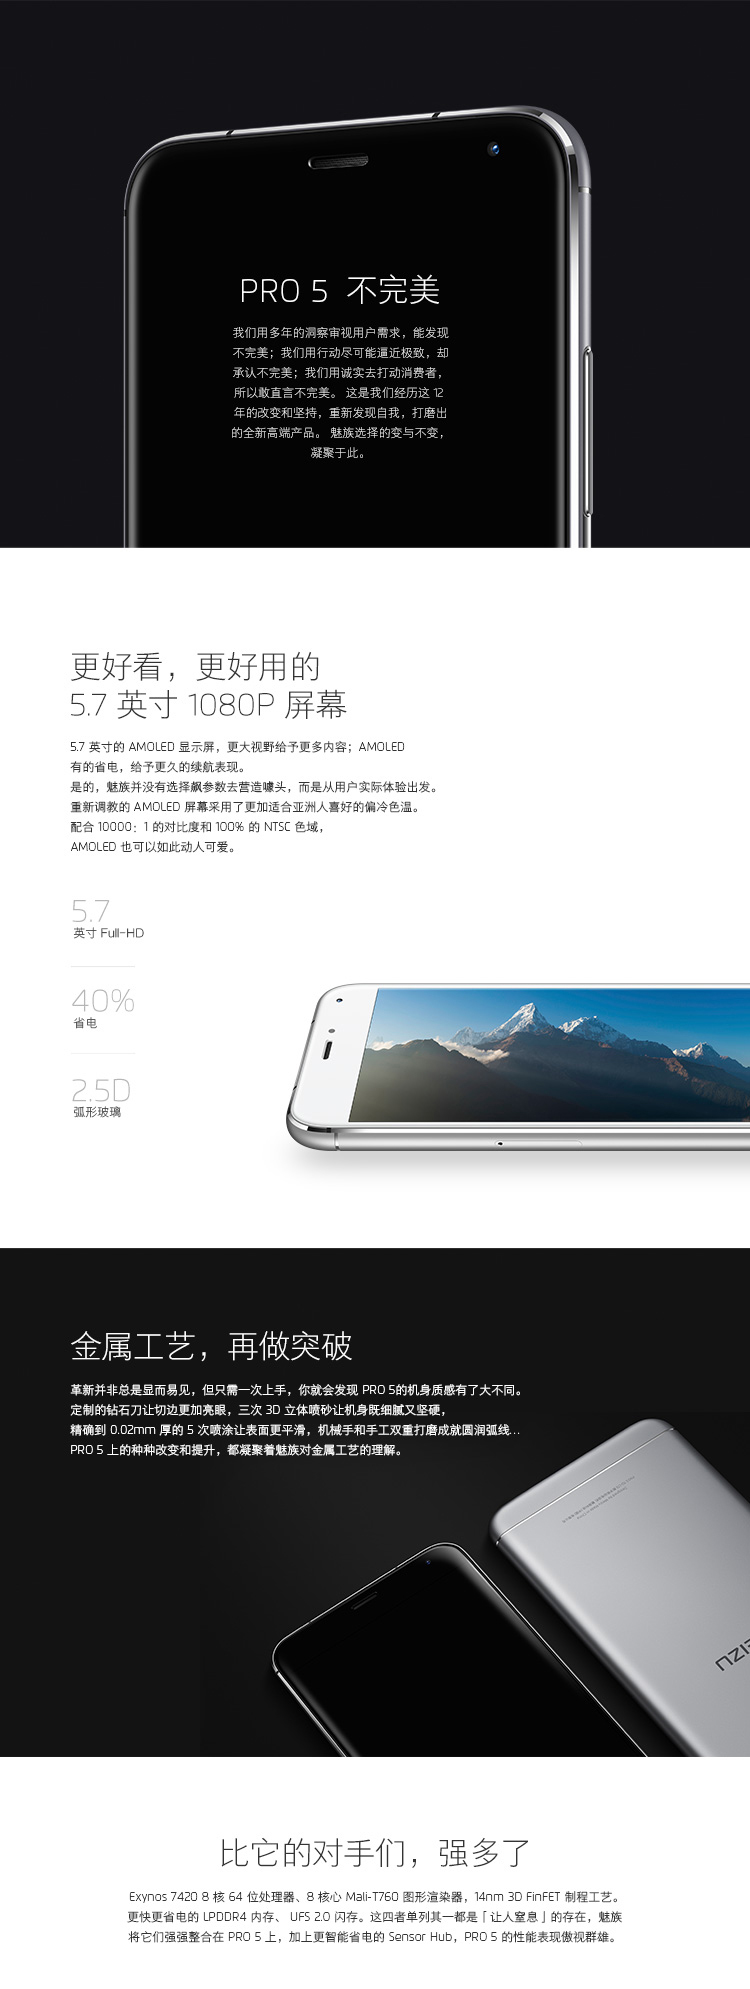 PRO 5 不完美
我们用多年的洞察审视用户需求，能发现
不完美；我们用行动尽可能逼近极致，却
承认不完美；我们用诚实去打动消费者，
所以敢直言不完美。 这是我们经历这 12
年的改变和坚持，重新发现自我，打磨出
的全新高端产品。 魅族选择的变与不变，
凝聚于此。
更好看，更好用的
5.7 英寸 1080P 屏幕
5.7 英寸的 AMOLED 显示屏，更大视野给予更多内容；AMOLED
有的省电，给予更久的续航表现。
是的，魅族并没有选择飙参数去营造噱头，而是从用户实际体验出发。
重新调教的 AMOLED 屏幕采用了更加适合亚洲人喜好的偏冷色温。
配合 10000：1 的对比度和 100% 的 NTSC 色域，
AMOLED 也可以如此动人可爱。
5.7
英寸 Full-HD
40%
省电
2.5D
弧形玻璃
金属工艺，再做突破
革新并非总是显而易见，但只需一次上手，你就会发现 PRO 5的机身质感有了大不同。
定制的钻石刀让切边更加亮眼，三次 3D 立体喷砂让机身既细腻又坚硬，
精确到 0.02mm 厚的 5 次喷涂让表面更平滑，机械手和手工双重打磨成就圆润弧线...
PRO 5 上的种种改变和提升，都凝聚着魅族对金属工艺的理解。
比它的对手们，强多了
Exynos 7420 8 核 64 位处理器、8 核心 Mali-T760 图形渲染器，14nm 3D FinFET 制程工艺。
更快更省电的 LPDDR4 内存、 UFS 2.0 闪存。这四者单列其一都是「让人窒息」的存在，魅族
将它们强强整合在 PRO 5 上，加上更智能省电的 Sensor Hub，PRO 5 的性能表现傲视群雄。